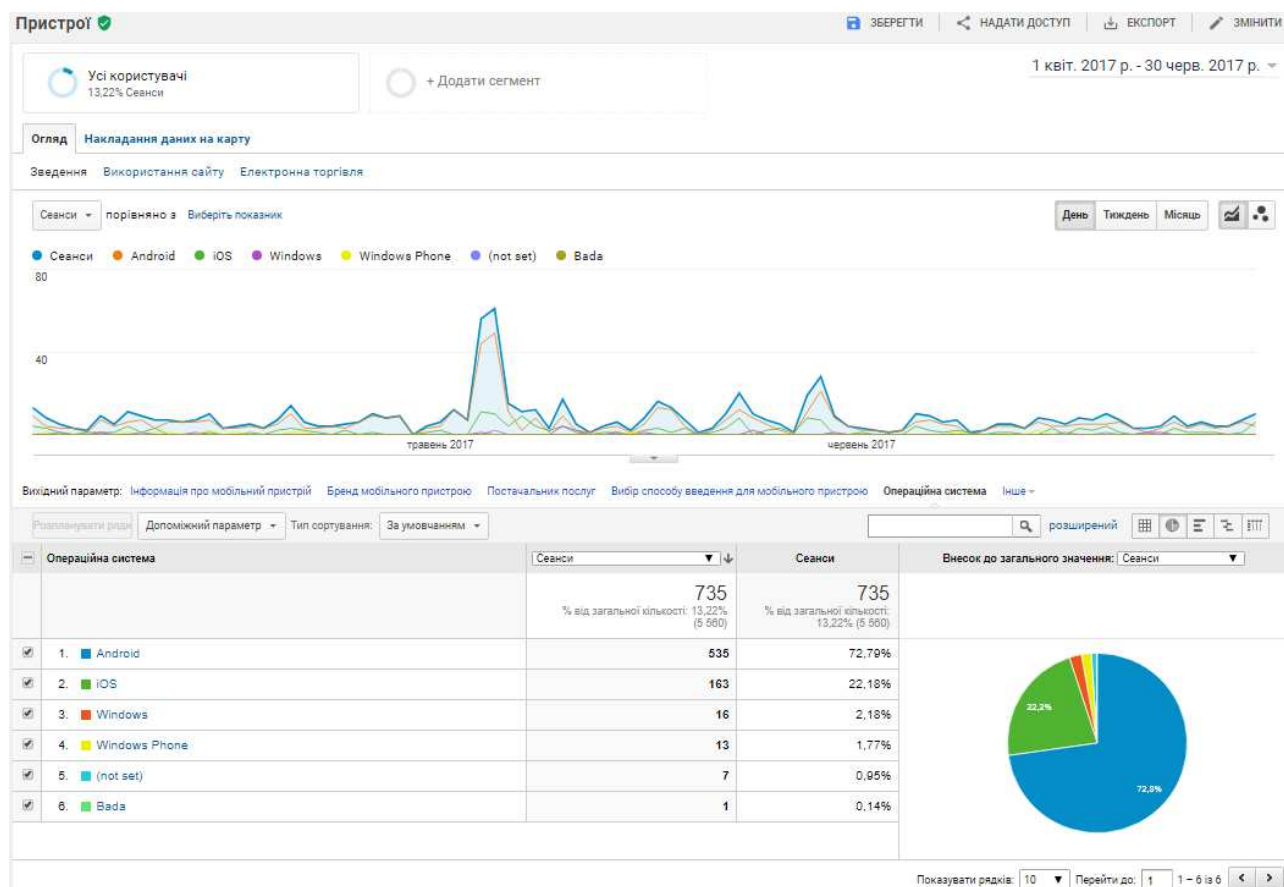 Пристрої
ЗБЕРЕГТИ НАДАТИ ДОСТУП ЕКСПОРТ ЗМІНИТИ
Усі користувачі
13,22% Сеанси
+ Додати сегмент
1 квіт. 2017 р. - 30 черв. 2017 р.
Огляд Накладання даних на карту
Зведення Використання сайту Електронна торгівля
Сеанси порівняно з Виберіть показник
День Тиждень Місяць
Сеанси Android iOS Windows Windows Phone (not set) Bada
80
40
травень 2017 червень 2017
Вихідний параметр: Інформація про мобільний пристрій Бренд мобільного пристрою Постачальник послуг Вибір способу введення для мобільного пристрою Операційна система Інше
Розпланувати ряди Допоміжний параметр Тип сортування: За умовчанням розширений
Операційна система Сеанси Сеанси Внесок до загального значення: Сеанси
735 735
% від загальної кількості: 13,22% (5 560) % від загальної кількості: 13,22% (5 560)
1. Android 535 72,79%
2. iOS 163 22,18%
3. Windows 16 2,18%
4. Windows Phone 13 1,77%
5. (not set) 7 0,95%
6. Bada 1 0,14%
22,2%
72,8%
Показувати рядків: 10 Перейти до: 1 1 – 6 із 6